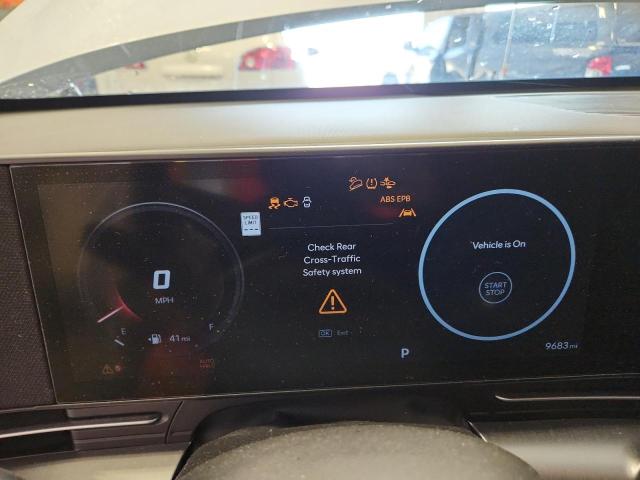 ABS EPB
SPEED
LIMIT
---
Check Rear
Cross-Traffic
Safety system
Vehicle is On
START
STOP
0
MPH
E
F
41 mi
OK Exit
P
9683 mi
AUTO
HOLD